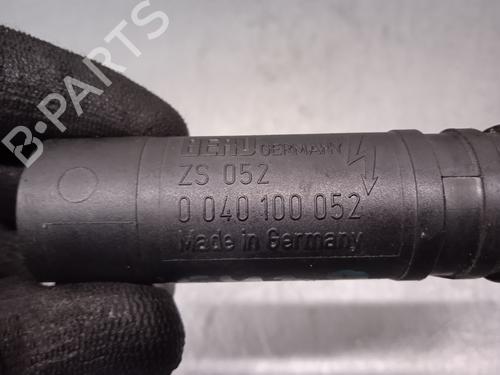 BERU GERMANY
ZS 052
0 040 100 052
Made in Germany
B-PARTS